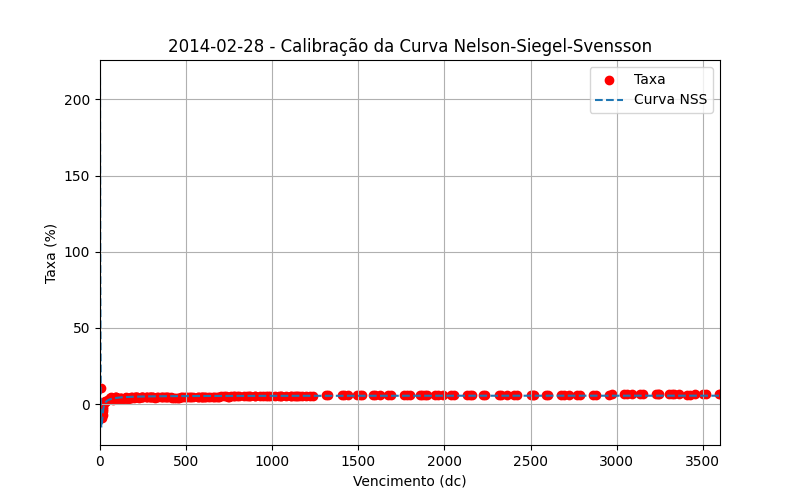 2014-02-28 - Calibração da Curva Nelson-Siegel-Svensson
Taxa
Curva NSS
Taxa (%)
200
150
100
50
0
0 500 1000 1500 2000 2500 3000 3500
Vencimento (dc)